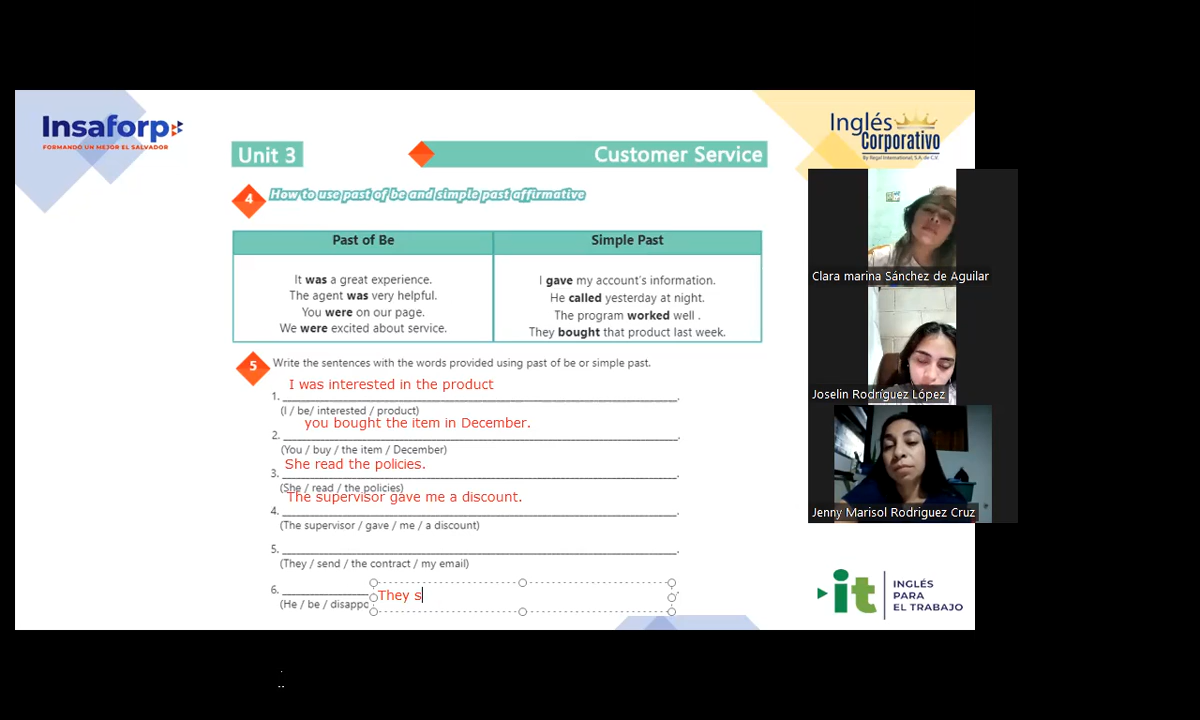 Insaforp
FORMANDO UN MEJOR EL SALVADOR
Inglés
Corporativo
By Regal International, S.A. de C.V.
Unit 3
Customer Service
4
How to use past of be and simple past affirmative
Past of Be
Simple Past
It was a great experience.
The agent was very helpful.
You were on our page.
We were excited about service.
I gave my account's information.
He called yesterday at night.
The program worked well .
They bought that product last week.
5
Write the sentences with the words provided using past of be or simple past.
I was interested in the product
1. .
(I / be/ interested / product)
you bought the item in December.
2. .
(You / buy / the item / December)
She read the policies.
3. .
(She / read / the policies)
The supervisor gave me a discount.
4. .
(The supervisor / gave / me / a discount)
5. .
(They / send / the contract / my email)
6. .
They s
(He / be / disappo
Clara marina Sánchez de Aguilar
Joselin Rodríguez López
Jenny Marisol Rodriguez Cruz
it
INGLÉS
PARA
EL TRABAJO